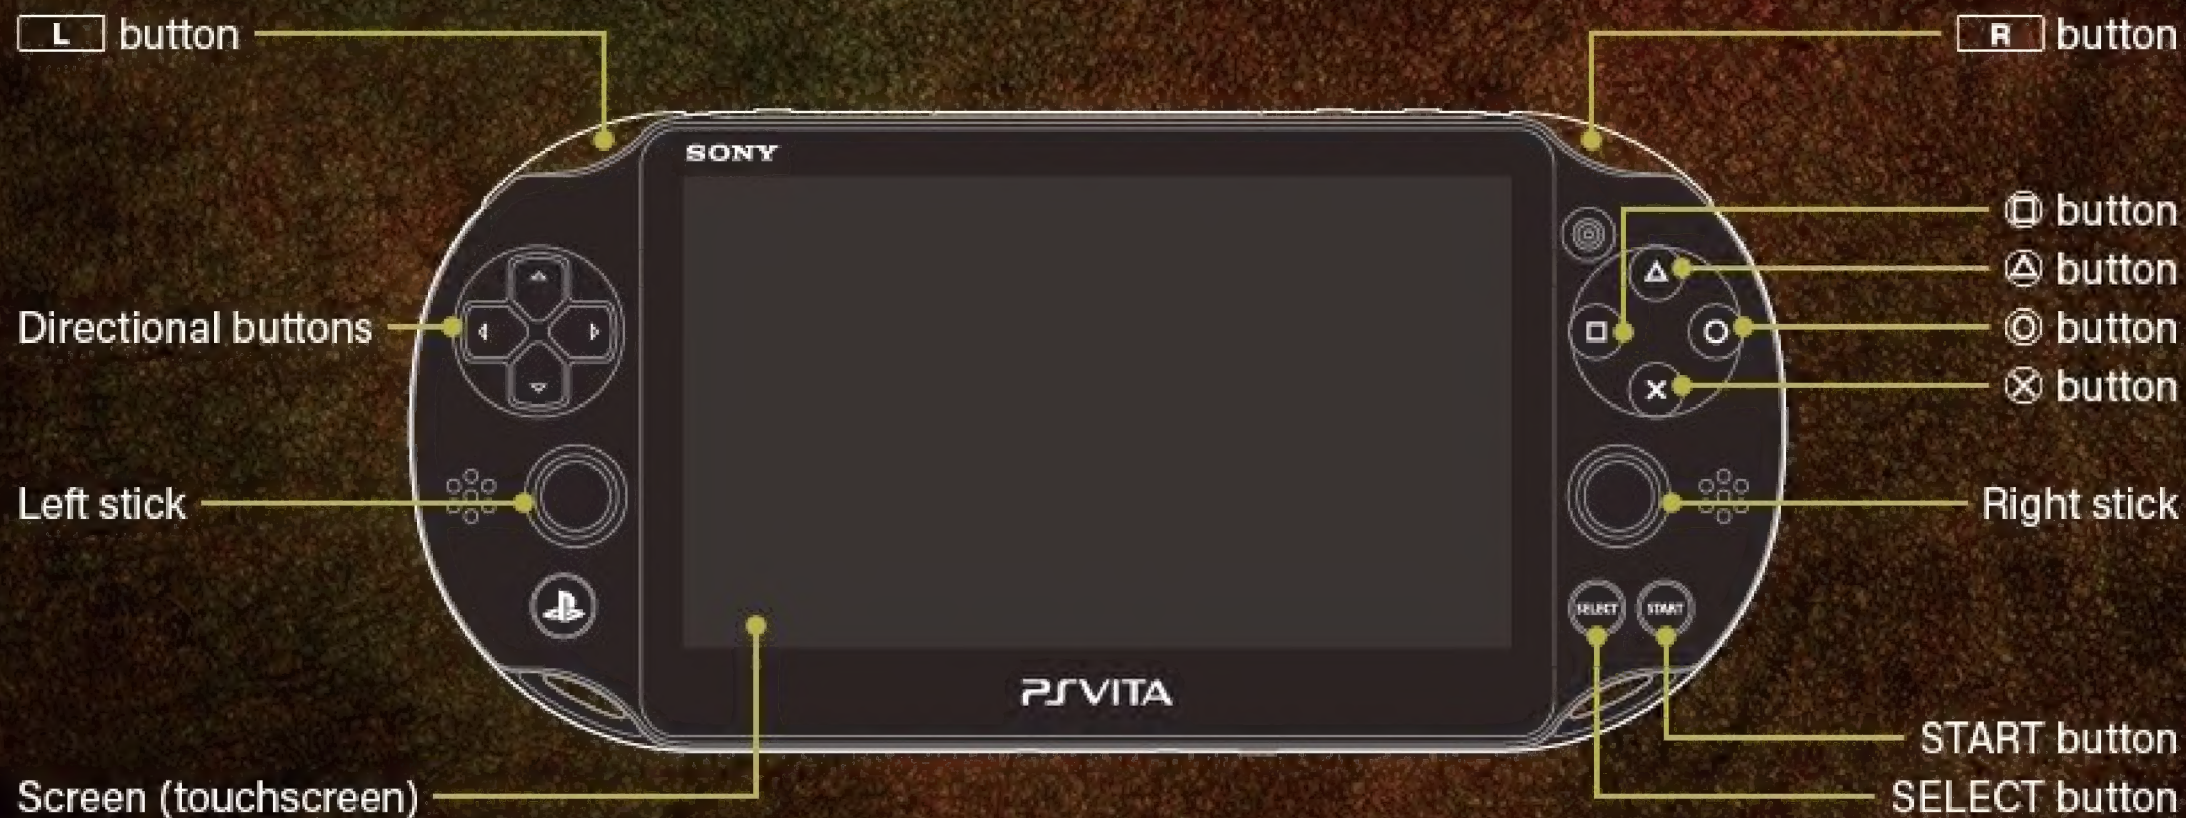 L button
R button
SONY
□ button
△ button
Directional buttons
○ button
✕ button
Left stick
Right stick
SELECT
START
PSVITA
START button
Screen (touchscreen)
SELECT button